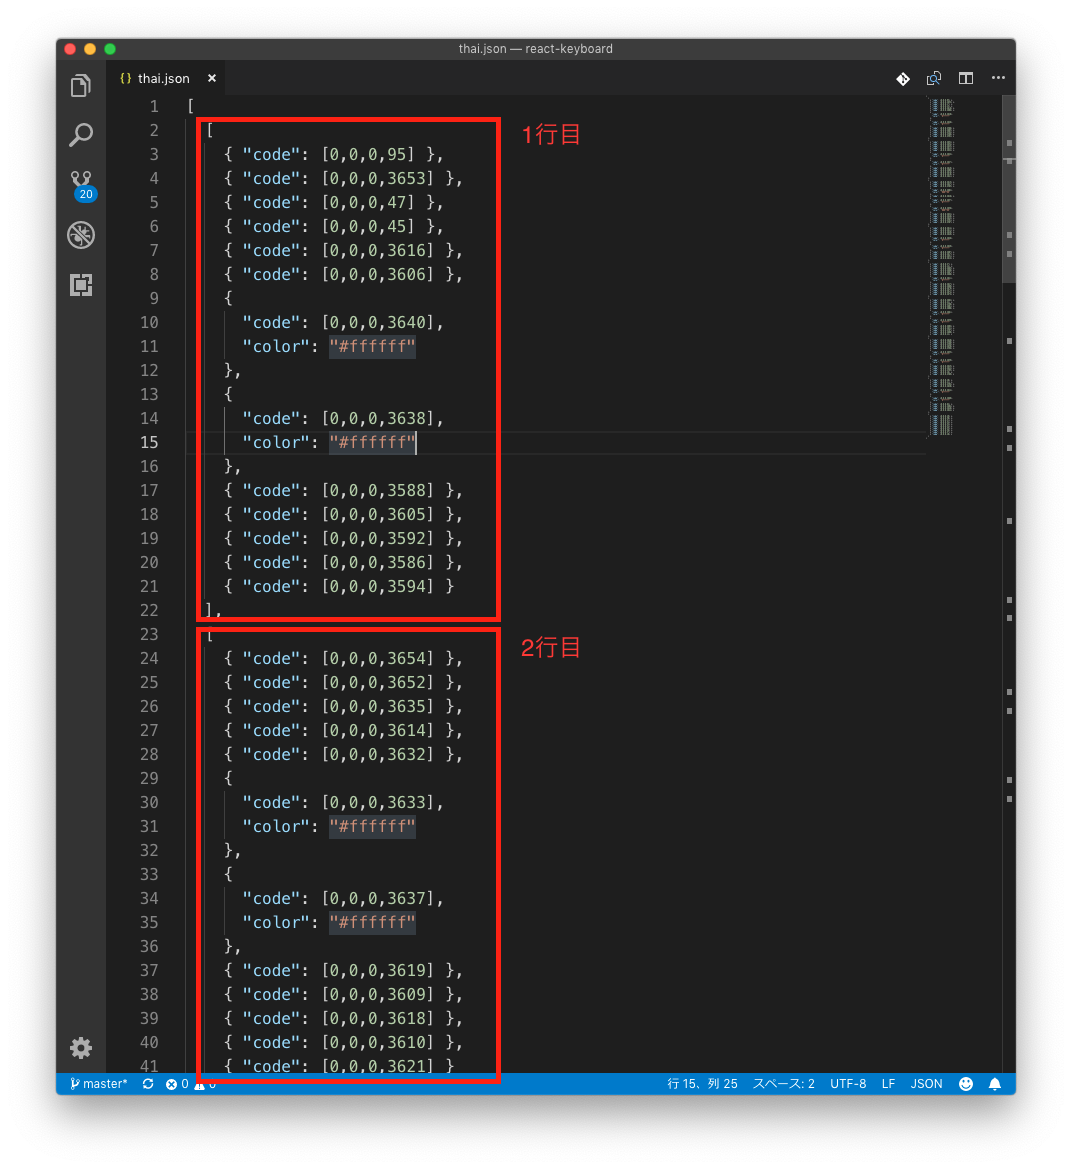 thai.json — react-keyboard
{} thai.json ×
1 [
2 [
1行目
3 { "code": [0,0,0,95] },
4 { "code": [0,0,0,3653] },
5 { "code": [0,0,0,47] },
6 { "code": [0,0,0,45] },
7 { "code": [0,0,0,3616] },
8 { "code": [0,0,0,3606] },
9 {
10 "code": [0,0,0,3640],
11 "color": "#ffffff"
12 },
13 {
14 "code": [0,0,0,3638],
15 "color": "#ffffff"
16 },
17 { "code": [0,0,0,3588] },
18 { "code": [0,0,0,3605] },
19 { "code": [0,0,0,3592] },
20 { "code": [0,0,0,3586] },
21 { "code": [0,0,0,3594] }
22 ],
23 [
2行目
24 { "code": [0,0,0,3654] },
25 { "code": [0,0,0,3652] },
26 { "code": [0,0,0,3635] },
27 { "code": [0,0,0,3614] },
28 { "code": [0,0,0,3632] },
29 {
30 "code": [0,0,0,3633],
31 "color": "#ffffff"
32 },
33 {
34 "code": [0,0,0,3637],
35 "color": "#ffffff"
36 },
37 { "code": [0,0,0,3619] },
38 { "code": [0,0,0,3609] },
39 { "code": [0,0,0,3618] },
40 { "code": [0,0,0,3610] },
41 { "code": [0,0,0,3621] }
20
master* 0 0 行 15、列 25 スペース: 2 UTF-8 LF JSON